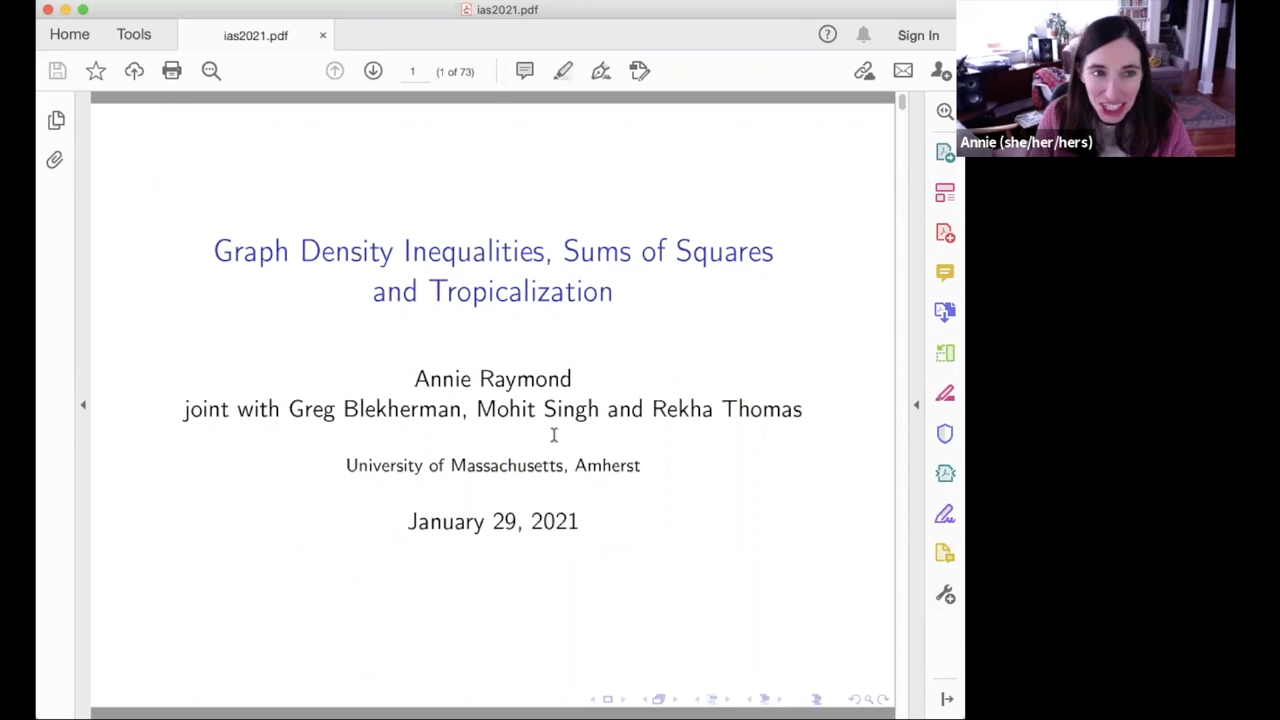 ias2021.pdf
Home
Tools
ias2021.pdf
×
Sign In
1
(1 of 73)
Annie (she/her/hers)
Graph Density Inequalities, Sums of Squares
and Tropicalization
Annie Raymond
joint with Greg Blekherman, Mohit Singh and Rekha Thomas
University of Massachusetts, Amherst
January 29, 2021